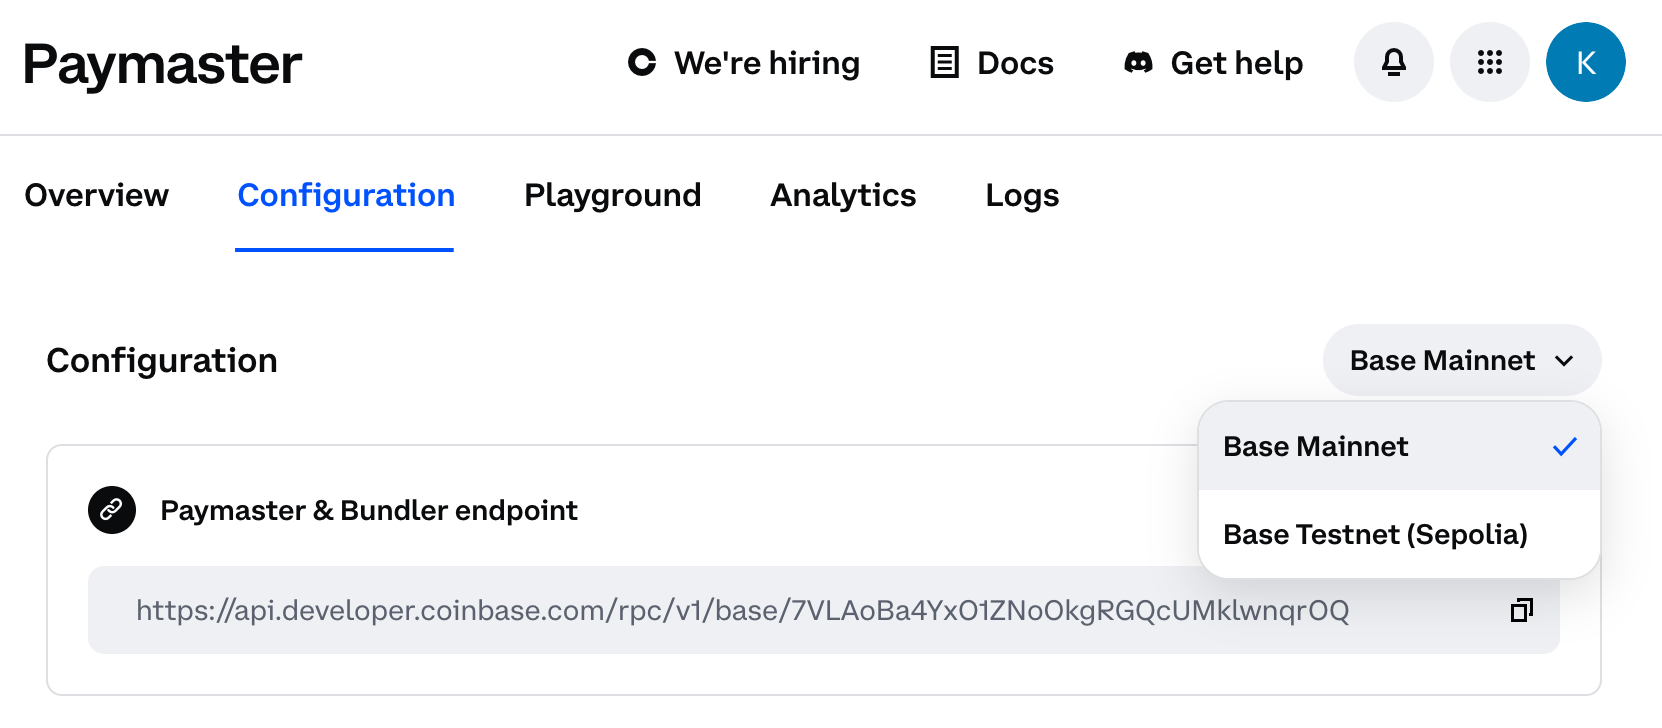 Paymaster
We're hiring
Docs
Get help
K
Overview
Configuration
Playground
Analytics
Logs
Configuration
Base Mainnet
Base Mainnet
Base Testnet (Sepolia)
Paymaster & Bundler endpoint
https://api.developer.coinbase.com/rpc/v1/base/7VLAoBa4YxO1ZNoOkgRGQcUMklwnqrOQ